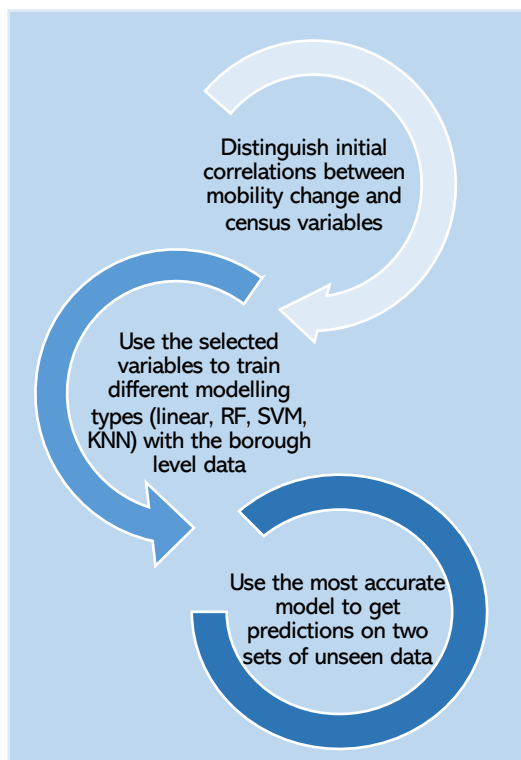 Distinguish initial
correlations between
mobility change and
census variables
Use the selected
variables to train
different modelling
types (linear, RF, SVM,
KNN) with the borough
level data
Use the most accurate
model to get
predictions on two
sets of unseen data